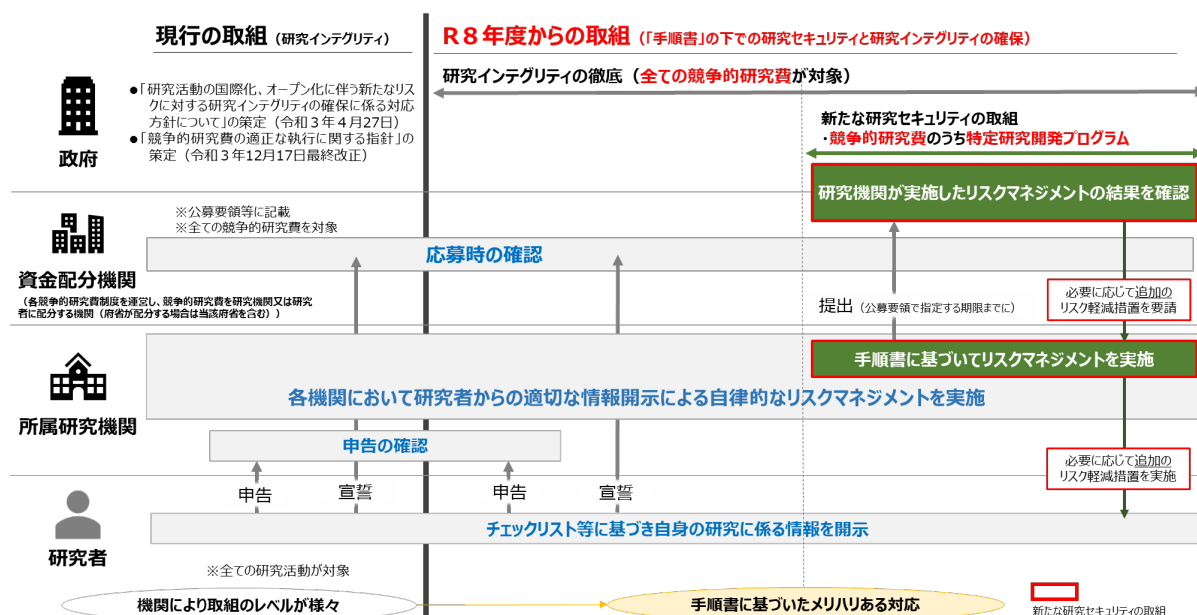 現行の取組（研究インテグリティ）
R８年度からの取組（「手順書」の下での研究セキュリティと研究インテグリティの確保）
●「研究活動の国際化、オープン化に伴う新たなリ
スクに対する研究インテグリティの確保に係る対応
方針について」の策定（令和３年４月27日）
●「競争的研究費の適正な執行に関する指針」の
策定（令和３年12月17日最終改正）
政府
研究インテグリティの徹底（全ての競争的研究費が対象）
新たな研究セキュリティの取組
・競争的研究費のうち特定研究開発プログラム
研究機関が実施したリスクマネジメントの結果を確認
※公募要領等に記載
※全ての競争的研究費を対象
応募時の確認
資金配分機関
（各競争的研究費制度を運営し、競争的研究費を研究機関又は研究
者に配分する機関（府省が配分する場合は当該府省を含む））
提出（公募要領で指定する期限までに）
必要に応じて追加の
リスク軽減措置を要請
手順書に基づいてリスクマネジメントを実施
各機関において研究者からの適切な情報開示による自律的なリスクマネジメントを実施
所属研究機関
申告の確認
必要に応じて追加の
リスク軽減措置を実施
申告
宣誓
申告
宣誓
チェックリスト等に基づき自身の研究に係る情報を開示
研究者
※全ての研究活動が対象
機関により取組のレベルが様々
手順書に基づいたメリハリある対応
新たな研究セキュリティの取組